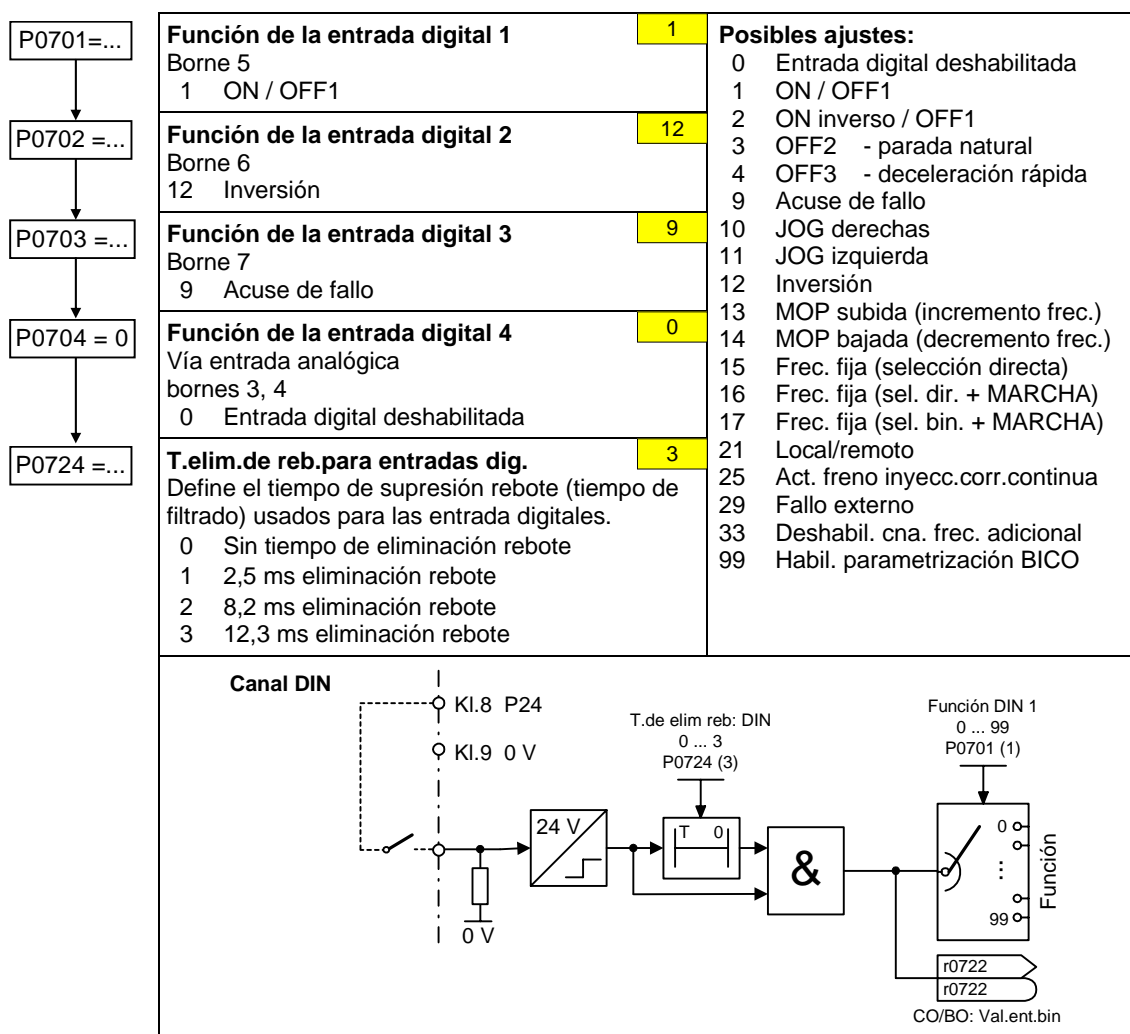 P0701=...
Función de la entrada digital 1
1
Borne 5
1 ON / OFF1
P0702 =...
Función de la entrada digital 2
12
Borne 6
12 Inversión
P0703 =...
Función de la entrada digital 3
9
Borne 7
9 Acuse de fallo
P0704 = 0
Función de la entrada digital 4
0
Vía entrada analógica
bornes 3, 4
0 Entrada digital deshabilitada
P0724 =...
T.elim.de reb.para entradas dig.
3
Define el tiempo de supresión rebote (tiempo de
filtrado) usados para las entrada digitales.
0 Sin tiempo de eliminación rebote
1 2,5 ms eliminación rebote
2 8,2 ms eliminación rebote
3 12,3 ms eliminación rebote
Posibles ajustes:
0 Entrada digital deshabilitada
1 ON / OFF1
2 ON inverso / OFF1
3 OFF2 - parada natural
4 OFF3 - deceleración rápida
9 Acuse de fallo
10 JOG derechas
11 JOG izquierda
12 Inversión
13 MOP subida (incremento frec.)
14 MOP bajada (decremento frec.)
15 Frec. fija (selección directa)
16 Frec. fija (sel. dir. + MARCHA)
17 Frec. fija (sel. bin. + MARCHA)
21 Local/remoto
25 Act. freno inyecc.corr.continua
29 Fallo externo
33 Deshabil. cna. frec. adicional
99 Habil. parametrización BICO
Canal DIN
Kl.8 P24
Kl.9 0 V
T.de elim reb: DIN
0 ... 3
P0724 (3)
Función DIN 1
0 ... 99
P0701 (1)
24 V
T 0
&
0
⋮
99
Función
0 V
r0722
r0722
CO/BO: Val.ent.bin